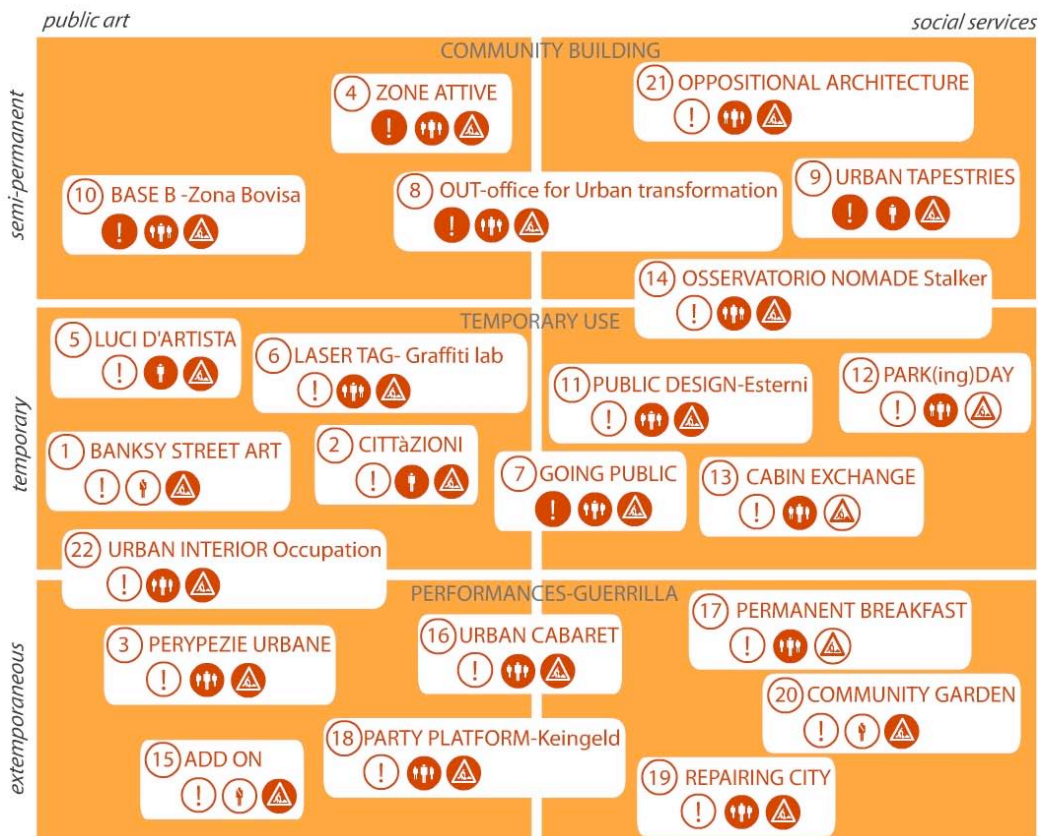 public art
social services
COMMUNITY BUILDING
semi-permanent
4 ZONE ATTIVE
!
21 OPPOSITIONAL ARCHITECTURE
!
10 BASE B -Zona Bovisa
!
8 OUT-office for Urban transformation
!
9 URBAN TAPESTRIES
!
14 OSSERVATORIO NOMADE Stalker
!
TEMPORARY USE
temporary
5 LUCI D'ARTISTA
!
6 LASER TAG- Graffiti lab
!
11 PUBLIC DESIGN-Esterni
!
12 PARK(ing)DAY
!
1 BANKSY STREET ART
!
2 CITTàZIONI
!
7 GOING PUBLIC
!
13 CABIN EXCHANGE
!
22 URBAN INTERIOR Occupation
!
PERFORMANCES-GUERRILLA
extemporaneous
3 PERYPEZIE URBANE
!
16 URBAN CABARET
!
17 PERMANENT BREAKFAST
!
20 COMMUNITY GARDEN
!
15 ADD ON
!
18 PARTY PLATFORM-Keingeld
!
19 REPAIRING CITY
!